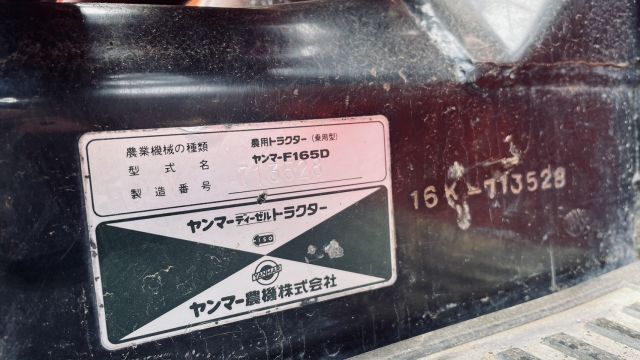 農業機械の種類 農用トラクター（乗用型）
型式名 ヤンマーF165D
製造番号 713528
ヤンマーディーゼルトラクター
ISO
YANMAR
ヤンマー農機株式会社
16K-713528